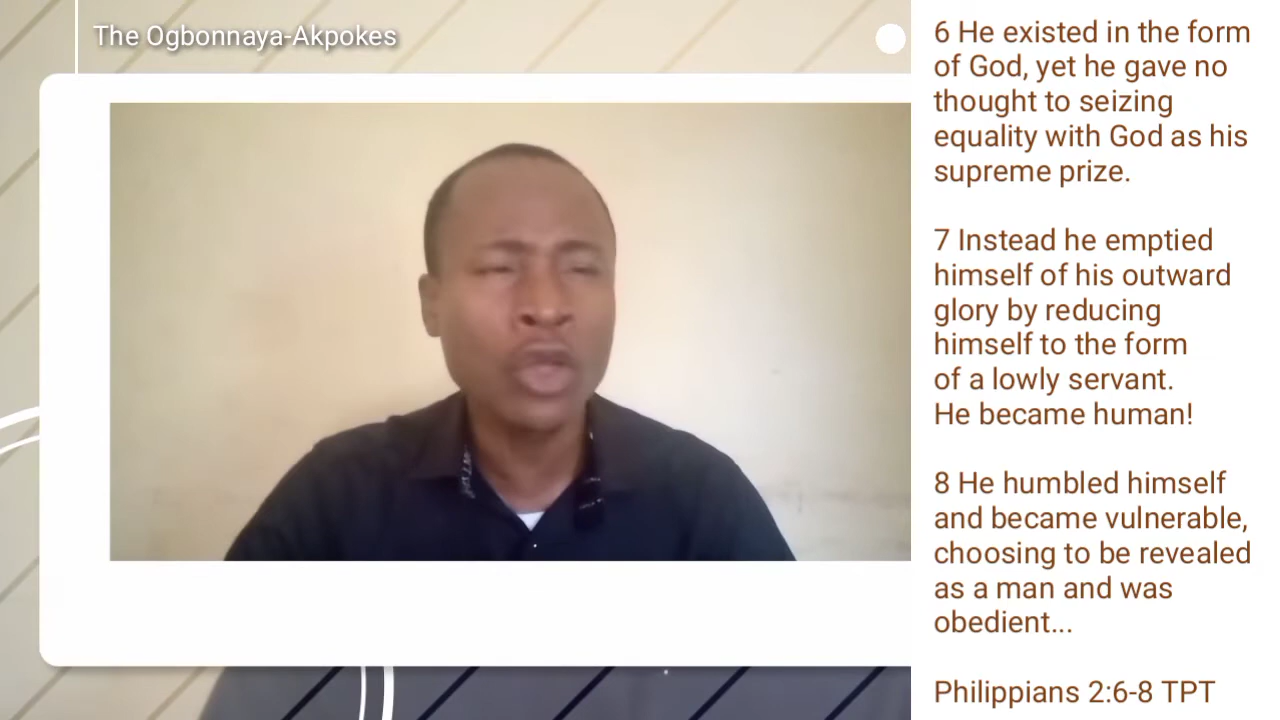 The Ogbonnaya-Akpokes
6 He existed in the form
of God, yet he gave no
thought to seizing
equality with God as his
supreme prize.
7 Instead he emptied
himself of his outward
glory by reducing
himself to the form
of a lowly servant.
He became human!
8 He humbled himself
and became vulnerable,
choosing to be revealed
as a man and was
obedient...
Philippians 2:6-8 TPT